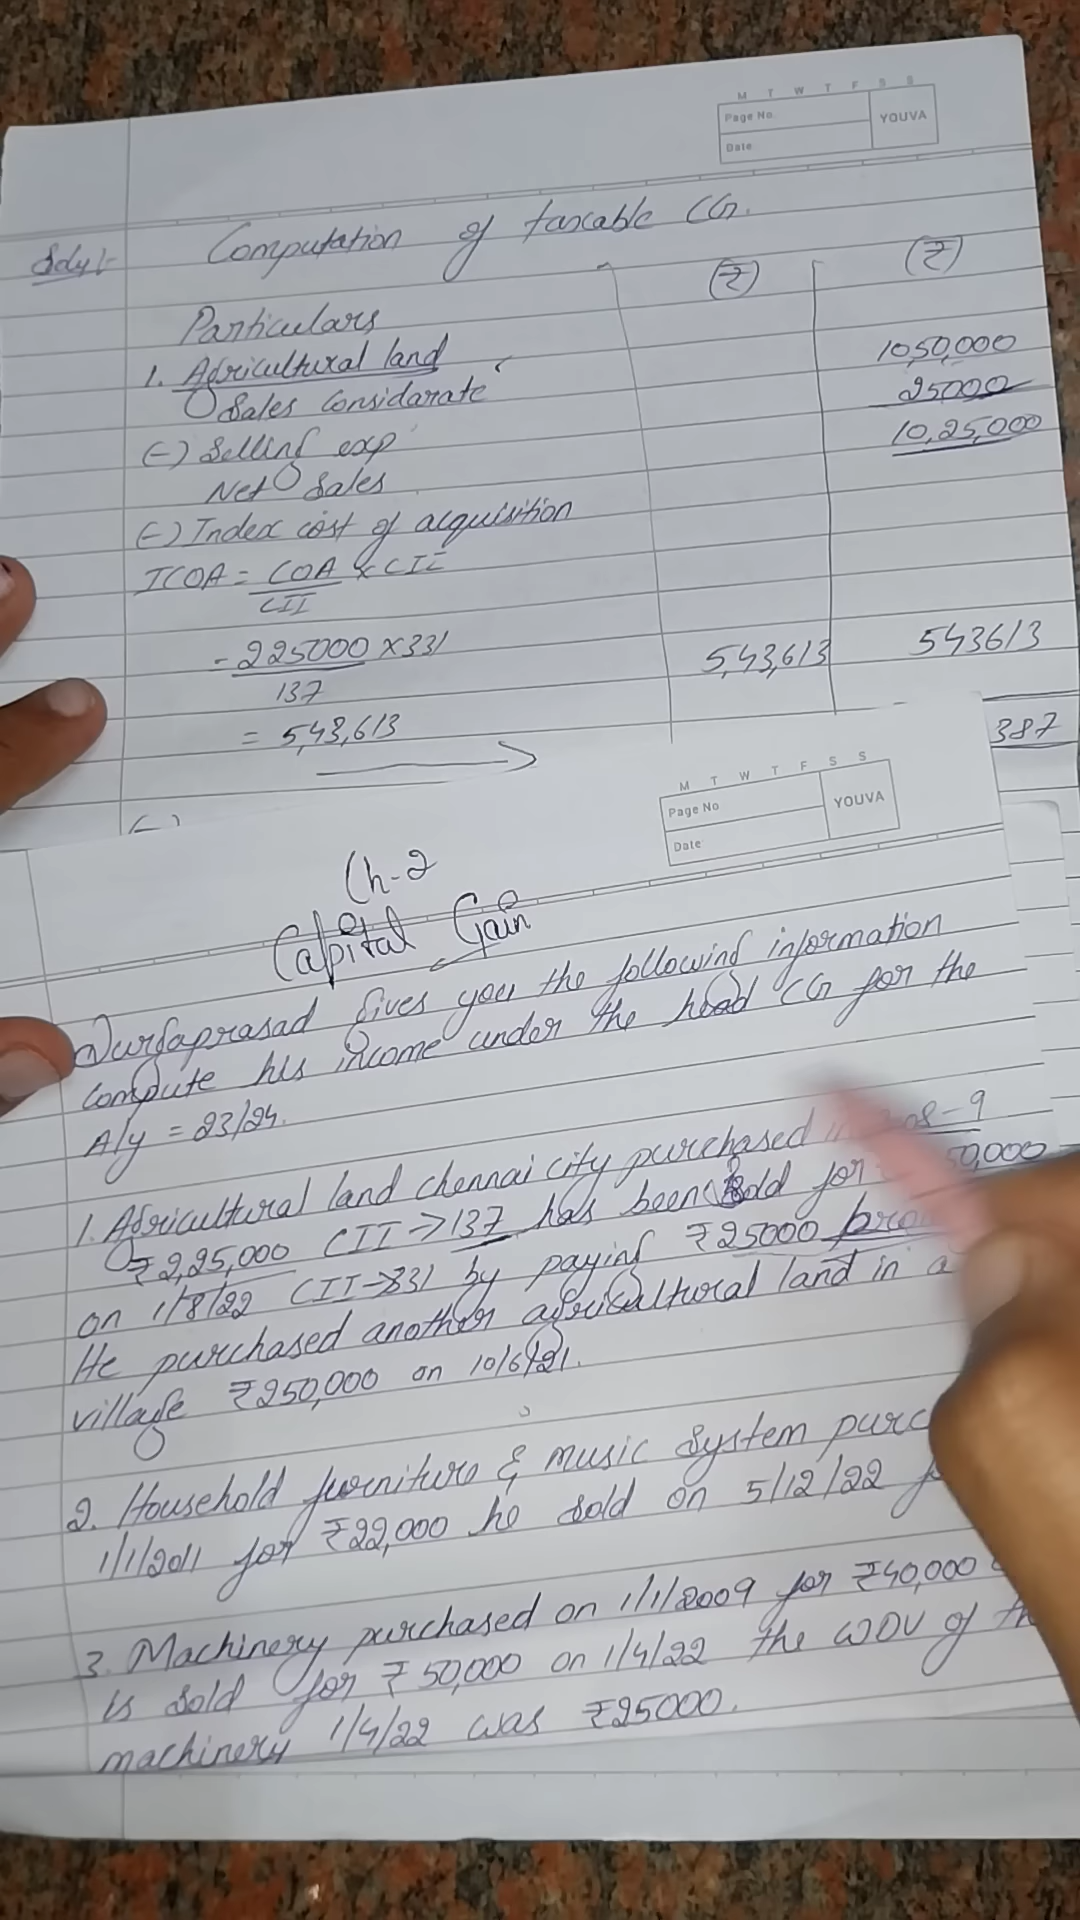 M T W T F S S
Page No.
YOUVA
Date
Soln:-
Computation of taxable CG.
Particulars
(₹)
(₹)
1. Agricultural land
Sales Considarate
1050,000
(-) Selling exp
25000
Net Sales
10,25,000
(-) Index cost of acquisition
ICOA = COA x CII
CII
= 225000 x 331
137
5,43,613
543613
= 5,43,613
387
(-)
M T W T F S S
Page No
YOUVA
Date
Ch-2
Capital Gain
Durgaprasad gives you the following information
compute his income under the head CG for the
A/y = 23/24.
1. Agricultural land chennai city purchased 08-9
₹2,25,000 CII → 137 has been sold for 50,000
on 1/8/22 CII → 331 by paying ₹25000
He purchased another agricultural land in a
village ₹250,000 on 10/6/21.
2. Household furniture & music system purc
1/1/2011 for ₹22,000 he sold on 5/12/22
3. Machinery purchased on 1/1/2009 for ₹40,000
is sold for ₹50,000 on 1/4/22 the WDV of
machinery 1/4/22 was ₹25000.